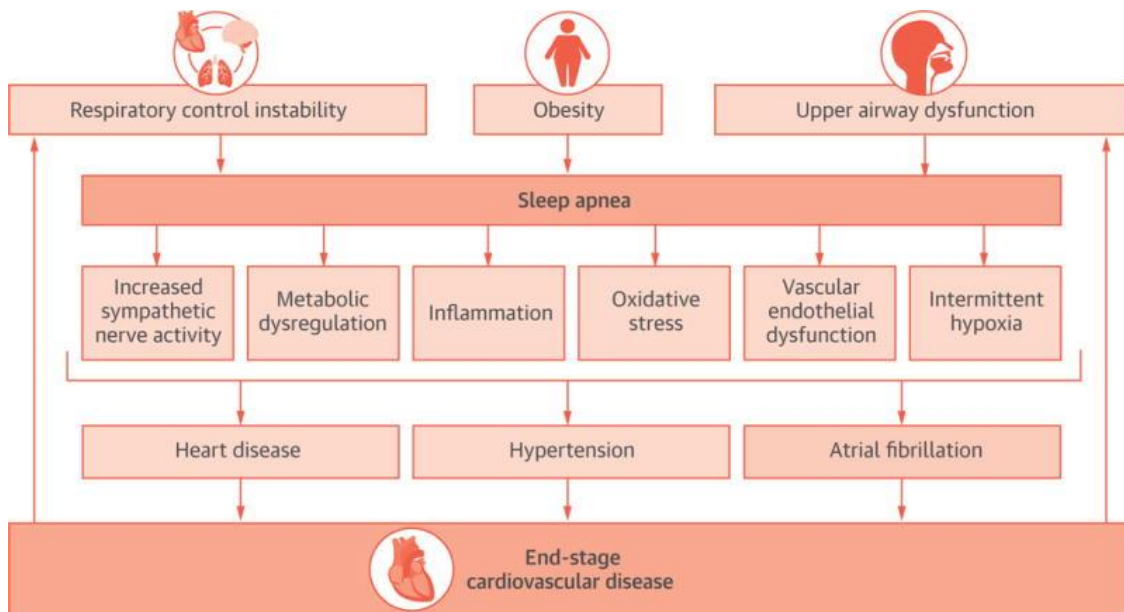 Respiratory control instability
Obesity
Upper airway dysfunction
Sleep apnea
Increased
sympathetic
nerve activity
Metabolic
dysregulation
Inflammation
Oxidative
stress
Vascular
endothelial
dysfunction
Intermittent
hypoxia
Heart disease
Hypertension
Atrial fibrillation
End-stage
cardiovascular disease